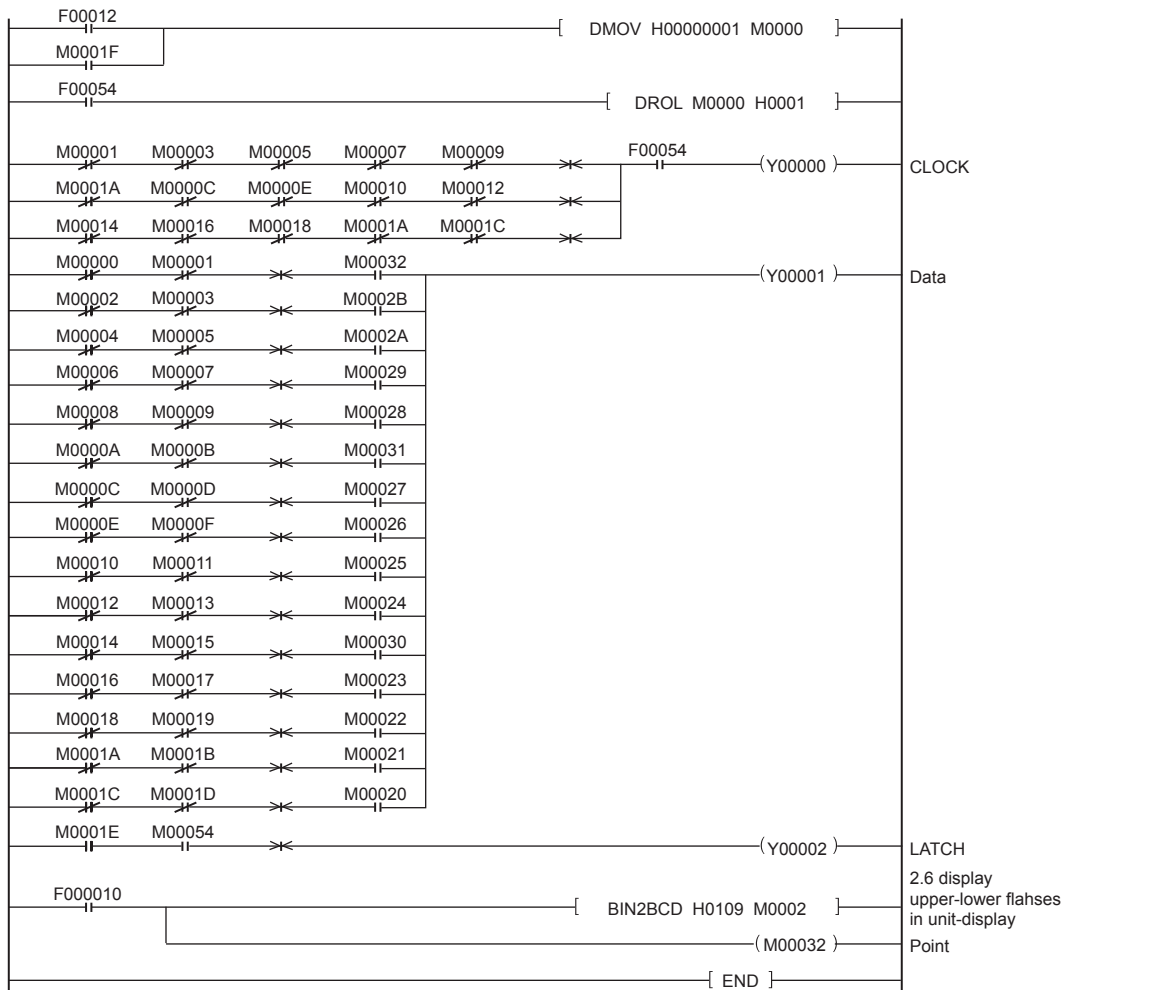 F00012
DMOV H00000001 M0000
M0001F
F00054
DROL M0000 H0001
M00001 M00003 M00005 M00007 M00009 F00054
(Y00000) CLOCK
M0001A M0000C M0000E M00010 M00012
M00014 M00016 M00018 M0001A M0001C
M00000 M00001 M00032
(Y00001) Data
M00002 M00003 M0002B
M00004 M00005 M0002A
M00006 M00007 M00029
M00008 M00009 M00028
M0000A M0000B M00031
M0000C M0000D M00027
M0000E M0000F M00026
M00010 M00011 M00025
M00012 M00013 M00024
M00014 M00015 M00030
M00016 M00017 M00023
M00018 M00019 M00022
M0001A M0001B M00021
M0001C M0001D M00020
M0001E M00054
(Y00002) LATCH
2.6 display
upper-lower flahses
in unit-display
F000010
BIN2BCD H0109 M0002
(M00032) Point
END